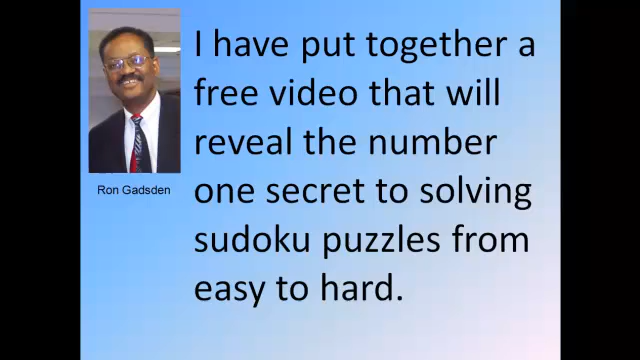 I have put together a
free video that will
reveal the number
one secret to solving
sudoku puzzles from
easy to hard.
Ron Gadsden